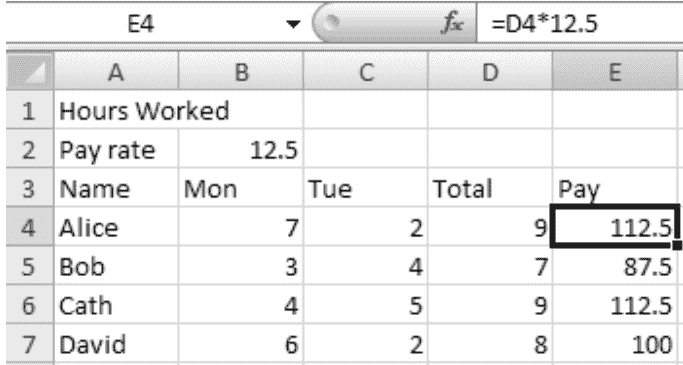 E4 fx =D4*12.5
A B C D E
1 Hours Worked
2 Pay rate 12.5
3 Name Mon Tue Total Pay
4 Alice 7 2 9 112.5
5 Bob 3 4 7 87.5
6 Cath 4 5 9 112.5
7 David 6 2 8 100